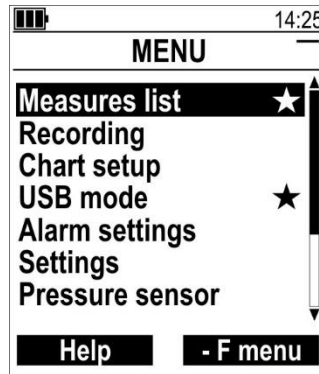 14:25
MENU
Measures list
Recording
Chart setup
USB mode
Alarm settings
Settings
Pressure sensor
Help - F menu